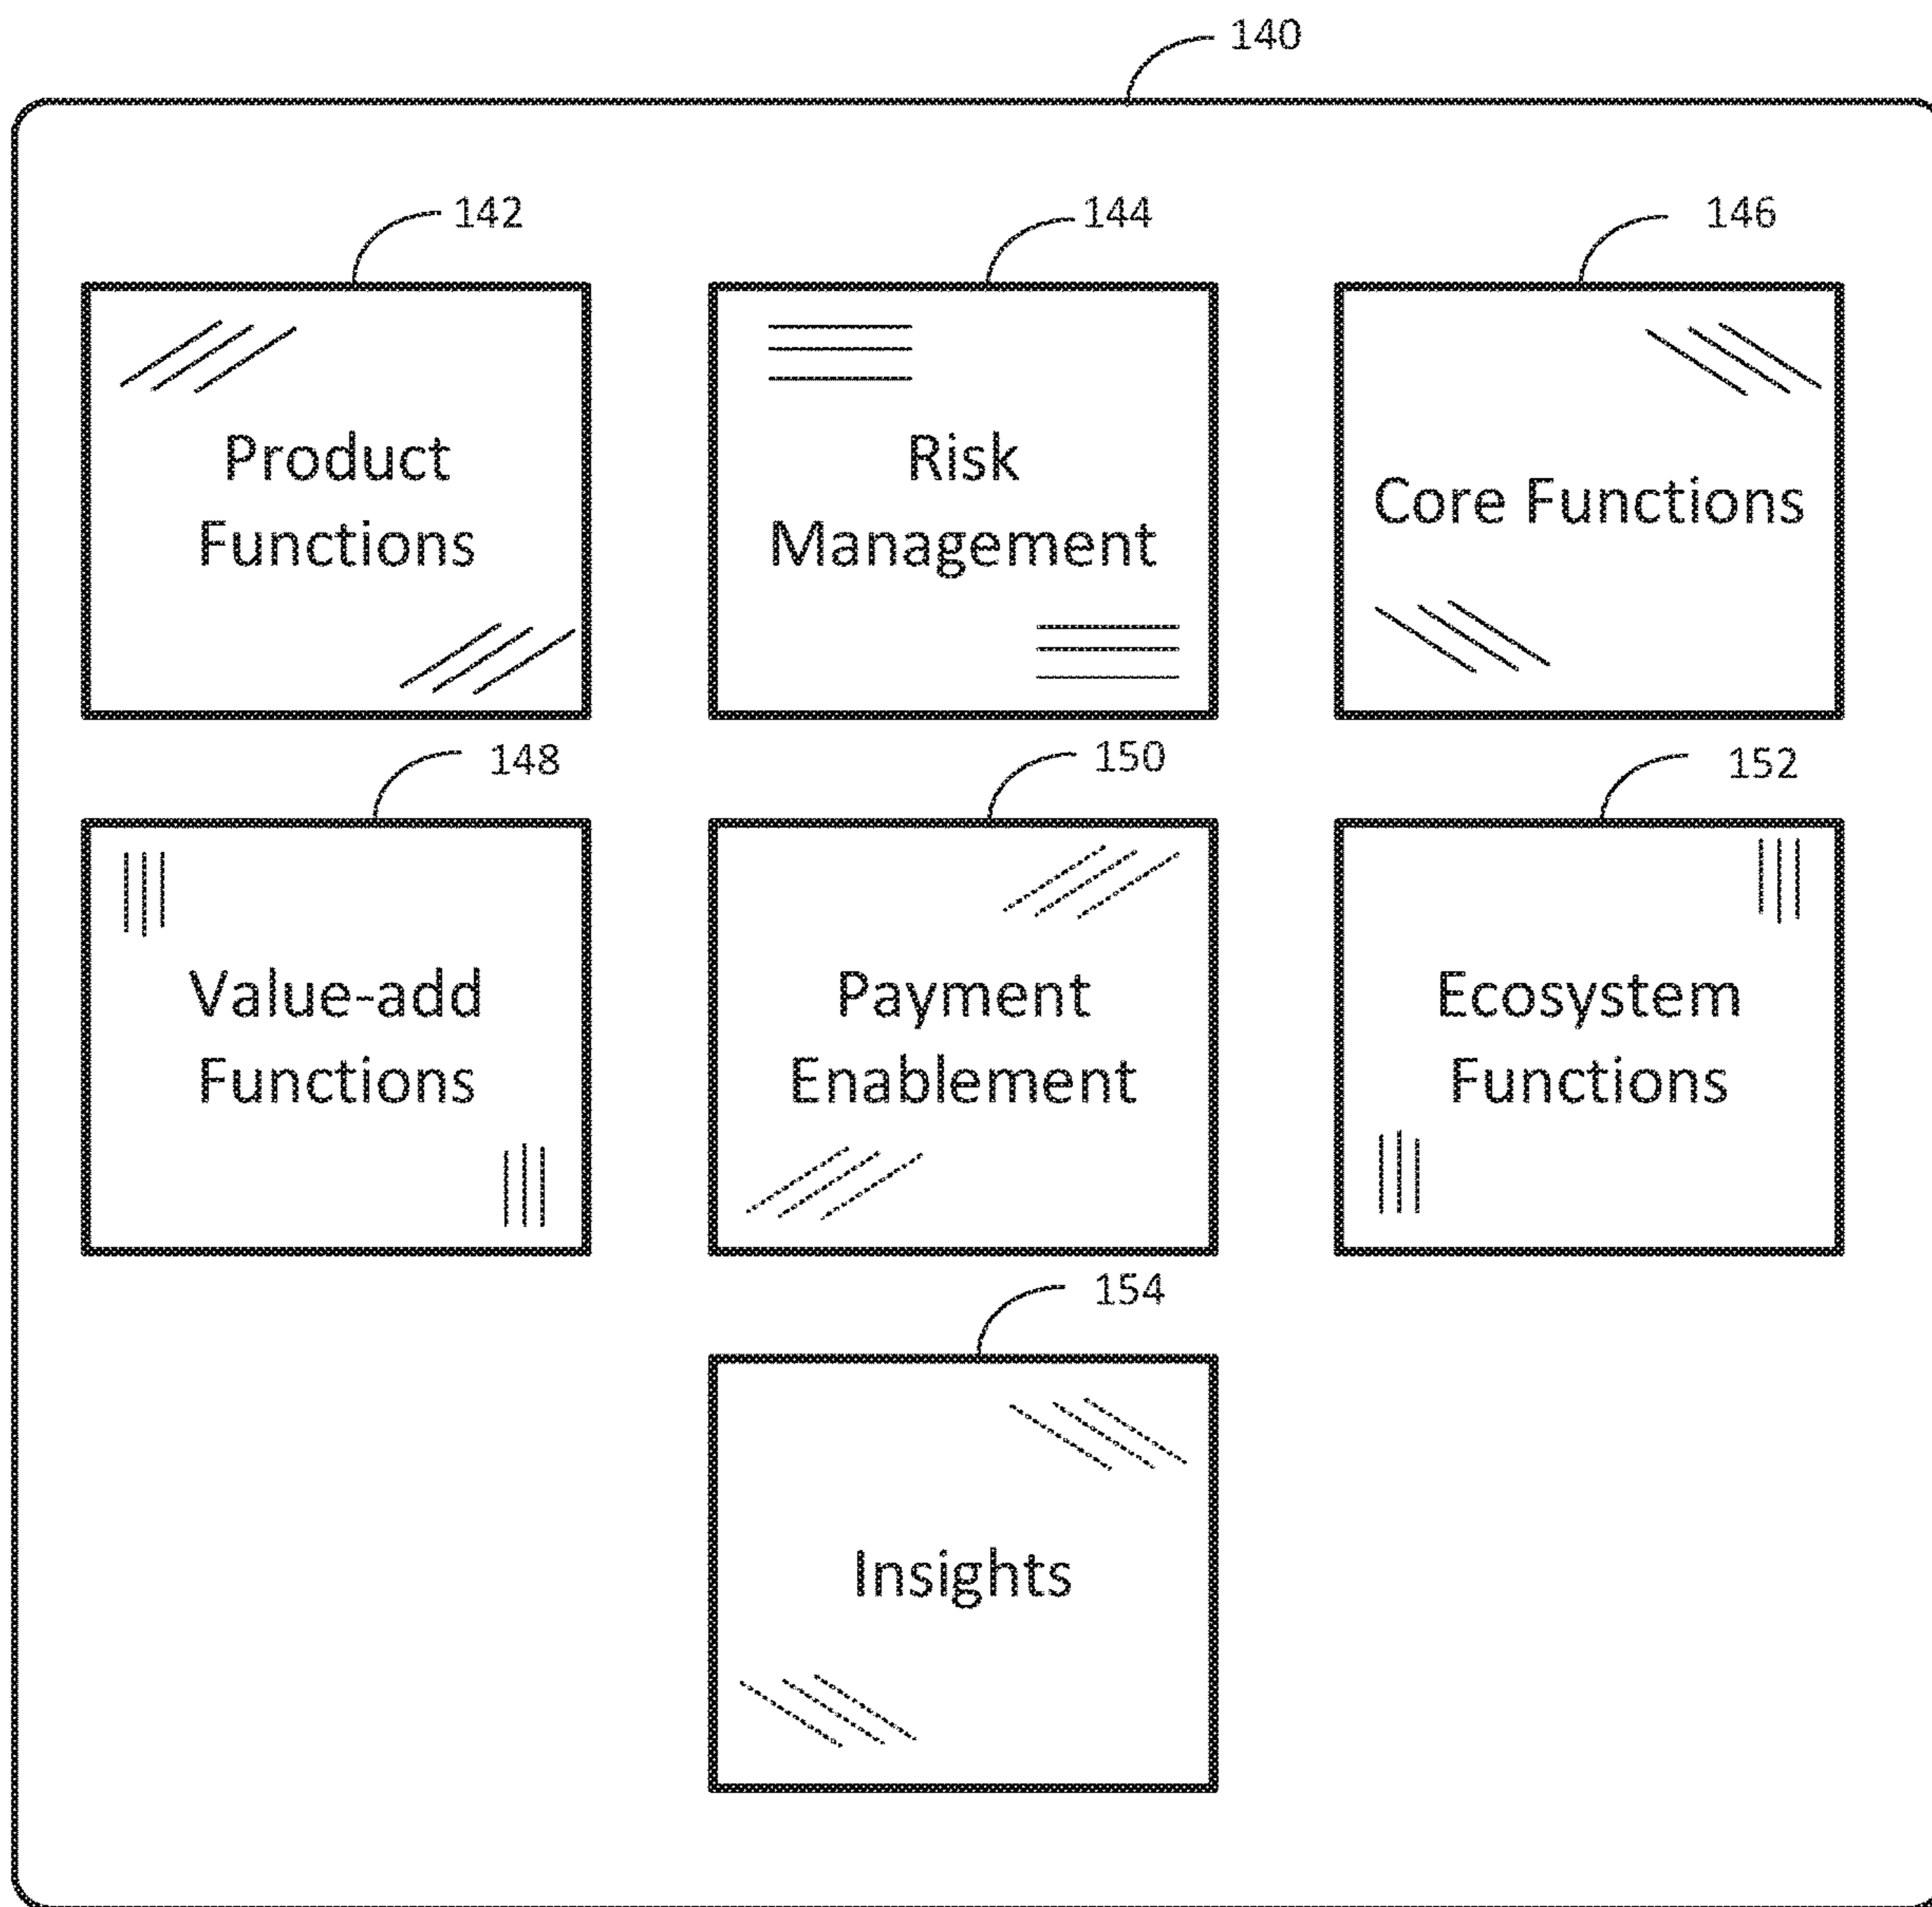 140
142
144
146
Product
Functions
Risk
Management
Core Functions
148
150
152
Value-add
Functions
Payment
Enablement
Ecosystem
Functions
154
Insights